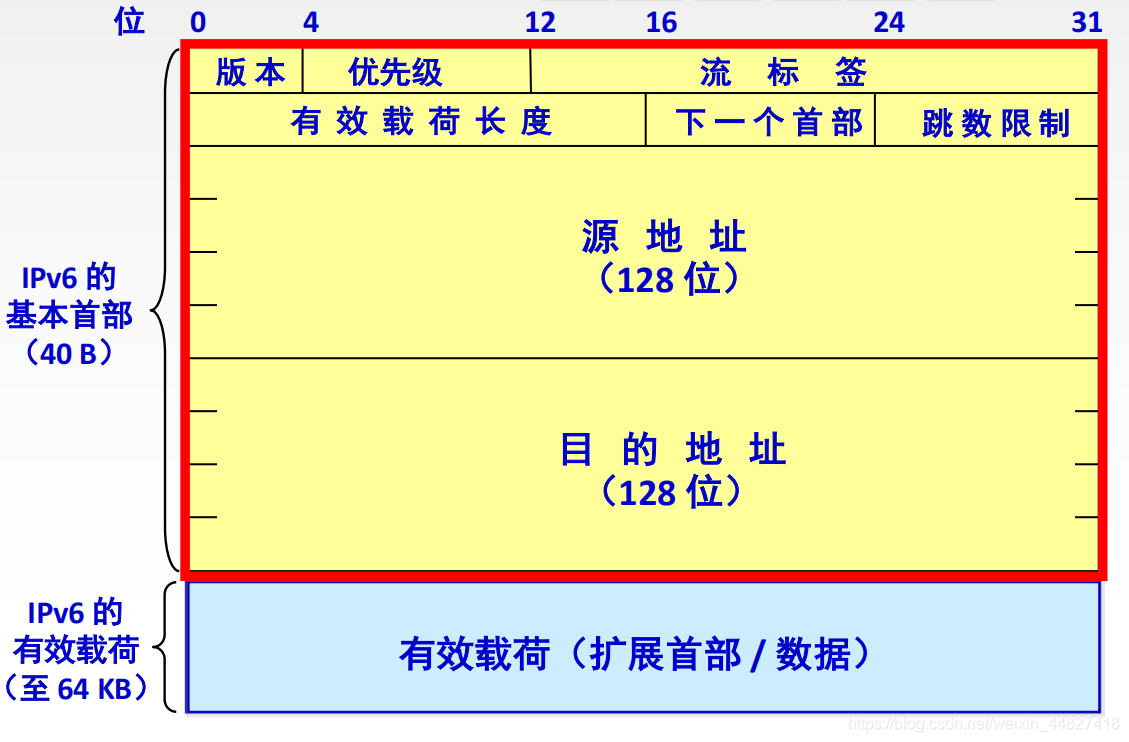 位 0 4 12 16 24 31
版本 优先级 流标签
有效载荷长度 下一个首部 跳数限制
源地址
（128 位）
IPv6 的
基本首部
（40 B）
目的地址
（128 位）
IPv6 的
有效载荷
（至 64 KB）
有效载荷（扩展首部 / 数据）
https://blog.csdn.net/weixin_44827418